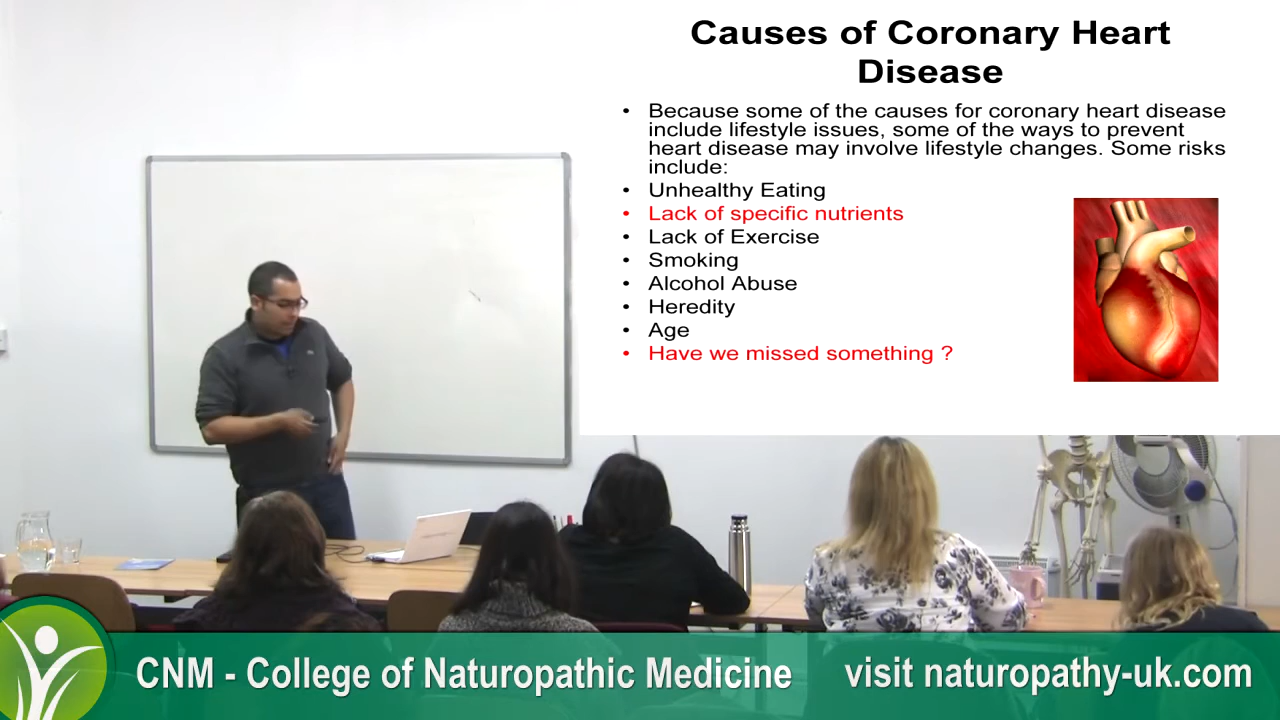 Causes of Coronary Heart
Disease
• Because some of the causes for coronary heart disease
include lifestyle issues, some of the ways to prevent
heart disease may involve lifestyle changes. Some risks
include:
• Unhealthy Eating
• Lack of specific nutrients
• Lack of Exercise
• Smoking
• Alcohol Abuse
• Heredity
• Age
• Have we missed something ?
CNM - College of Naturopathic Medicine
visit naturopathy-uk.com